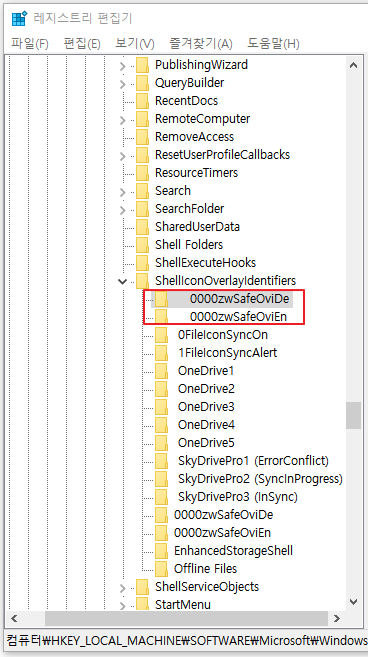 레지스트리 편집기
파일(F) 편집(E) 보기(V) 즐겨찾기(A) 도움말(H)
PublishingWizard
QueryBuilder
RecentDocs
RemoteComputer
RemoveAccess
ResetUserProfileCallbacks
ResourceTimers
Search
SearchFolder
SharedUserData
Shell Folders
ShellExecuteHooks
ShellIconOverlayIdentifiers
0000zwSafeOviDe
0000zwSafeOviEn
0FileIconSyncOn
1FileIconSyncAlert
OneDrive1
OneDrive2
OneDrive3
OneDrive4
OneDrive5
SkyDrivePro1 (ErrorConflict)
SkyDrivePro2 (SyncInProgress)
SkyDrivePro3 (InSync)
0000zwSafeOviDe
0000zwSafeOviEn
EnhancedStorageShell
Offline Files
ShellServiceObjects
StartMenu
컴퓨터₩HKEY_LOCAL_MACHINE₩SOFTWARE₩Microsoft₩Windows